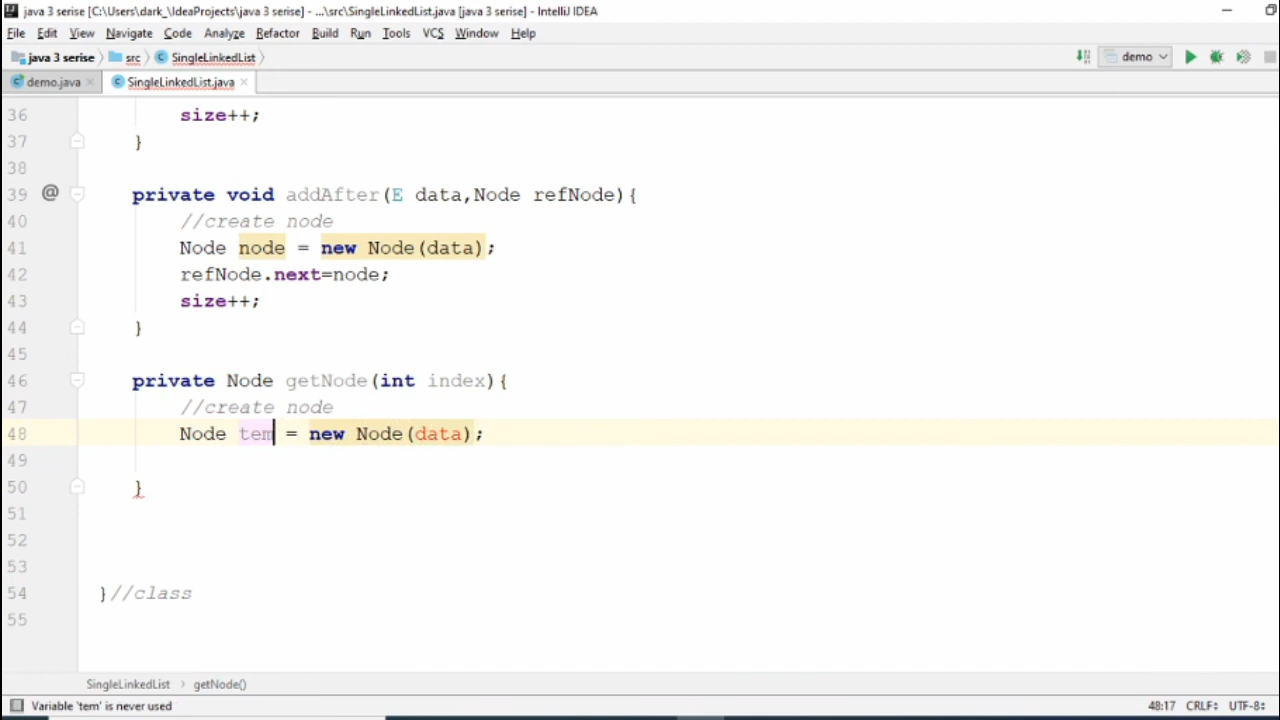 java 3 serise [C:\Users\dark_\IdeaProjects\java 3 serise] - ...\src\SingleLinkedList.java [java 3 serise] - IntelliJ IDEA
File Edit View Navigate Code Analyze Refactor Build Run Tools VCS Window Help
java 3 serise src SingleLinkedList demo
demo.java SingleLinkedList.java
36 size++;
37 }
38
39 @ private void addAfter(E data,Node refNode){
40 //create node
41 Node node = new Node(data);
42 refNode.next=node;
43 size++;
44 }
45
46 private Node getNode(int index){
47 //create node
48 Node tem = new Node(data);
49
50 }
51
52
53
54 }//class
55
SingleLinkedList › getNode()
Variable 'tem' is never used 48:17 CRLF UTF-8